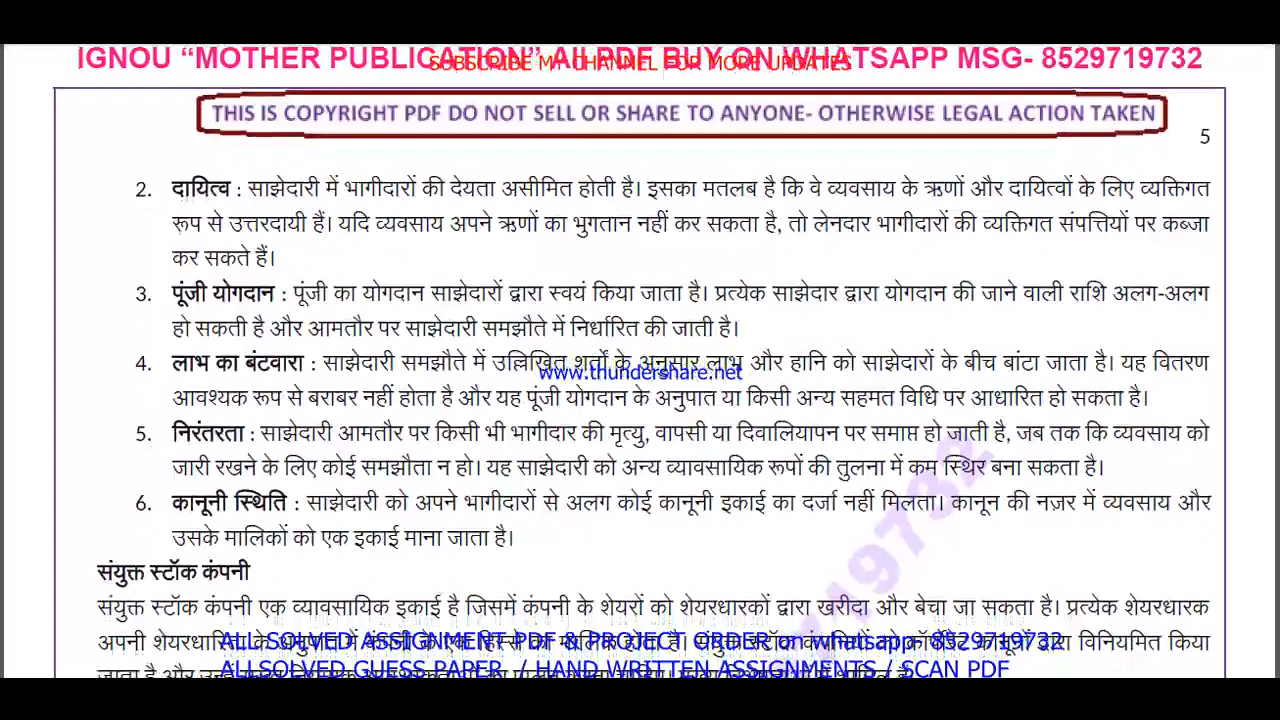 IGNOU “MOTHER PUBLICATION” All PDF BUY ON WHATSAPP MSG- 8529719732
SUBSCRIBE MY CHANNEL FOR MORE UPDATES
THIS IS COPYRIGHT PDF DO NOT SELL OR SHARE TO ANYONE- OTHERWISE LEGAL ACTION TAKEN
5
2. दायित्व : साझेदारी में भागीदारों की देयता असीमित होती है। इसका मतलब है कि वे व्यवसाय के ऋणों और दायित्वों के लिए व्यक्तिगत
रूप से उत्तरदायी हैं। यदि व्यवसाय अपने ऋणों का भुगतान नहीं कर सकता है, तो लेनदार भागीदारों की व्यक्तिगत संपत्तियों पर कब्जा
कर सकते हैं।
3. पूंजी योगदान : पूंजी का योगदान साझेदारों द्वारा स्वयं किया जाता है। प्रत्येक साझेदार द्वारा योगदान की जाने वाली राशि अलग-अलग
हो सकती है और आमतौर पर साझेदारी समझौते में निर्धारित की जाती है।
4. लाभ का बंटवारा : साझेदारी समझौते में उल्लिखित शर्तों के अनुसार लाभ और हानि को साझेदारों के बीच बांटा जाता है। यह वितरण
www.thundershare.net
आवश्यक रूप से बराबर नहीं होता है और यह पूंजी योगदान के अनुपात या किसी अन्य सहमत विधि पर आधारित हो सकता है।
5. निरंतरता : साझेदारी आमतौर पर किसी भी भागीदार की मृत्यु, वापसी या दिवालियापन पर समाप्त हो जाती है, जब तक कि व्यवसाय को
जारी रखने के लिए कोई समझौता न हो। यह साझेदारी को अन्य व्यावसायिक रूपों की तुलना में कम स्थिर बना सकता है।
6. कानूनी स्थिति : साझेदारी को अपने भागीदारों से अलग कोई कानूनी इकाई का दर्जा नहीं मिलता। कानून की नज़र में व्यवसाय और
उसके मालिकों को एक इकाई माना जाता है।
संयुक्त स्टॉक कंपनी
संयुक्त स्टॉक कंपनी एक व्यावसायिक इकाई है जिसमें कंपनी के शेयरों को शेयरधारकों द्वारा खरीदा और बेचा जा सकता है। प्रत्येक शेयरधारक
अपनी शेयरधारिता के द्वारा विनियमित किया
ALL SOLVED ASSIGNMENT PDF & PROJECT ORDER on whatsapp - 8529719732
ALLSOLVED GUESS PAPER / HAND WRITTEN ASSIGNMENTS / SCAN PDF